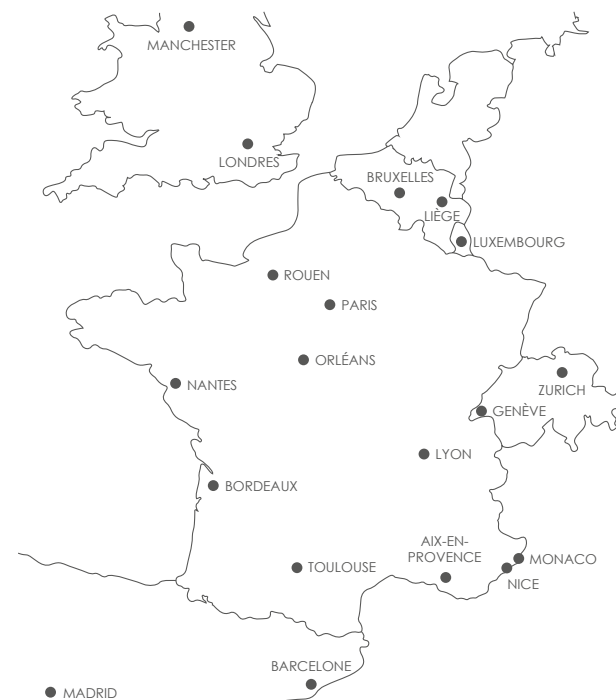 MANCHESTER
LONDRES
BRUXELLES
LIÈGE
LUXEMBOURG
ROUEN
PARIS
ORLÉANS
ZURICH
NANTES
GENÈVE
LYON
BORDEAUX
AIX-EN-
PROVENCE
MONACO
TOULOUSE
NICE
BARCELONE
MADRID